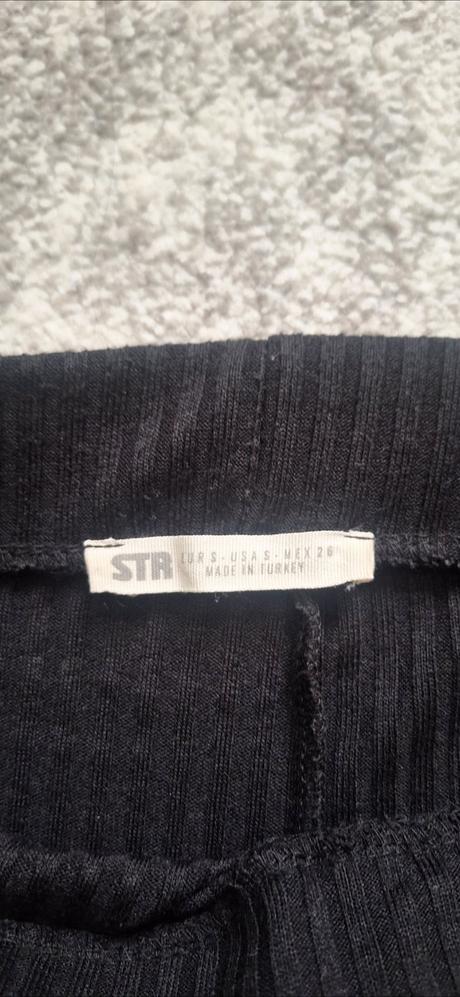 STR EUR S · USA S · MEX 26
MADE IN TURKEY